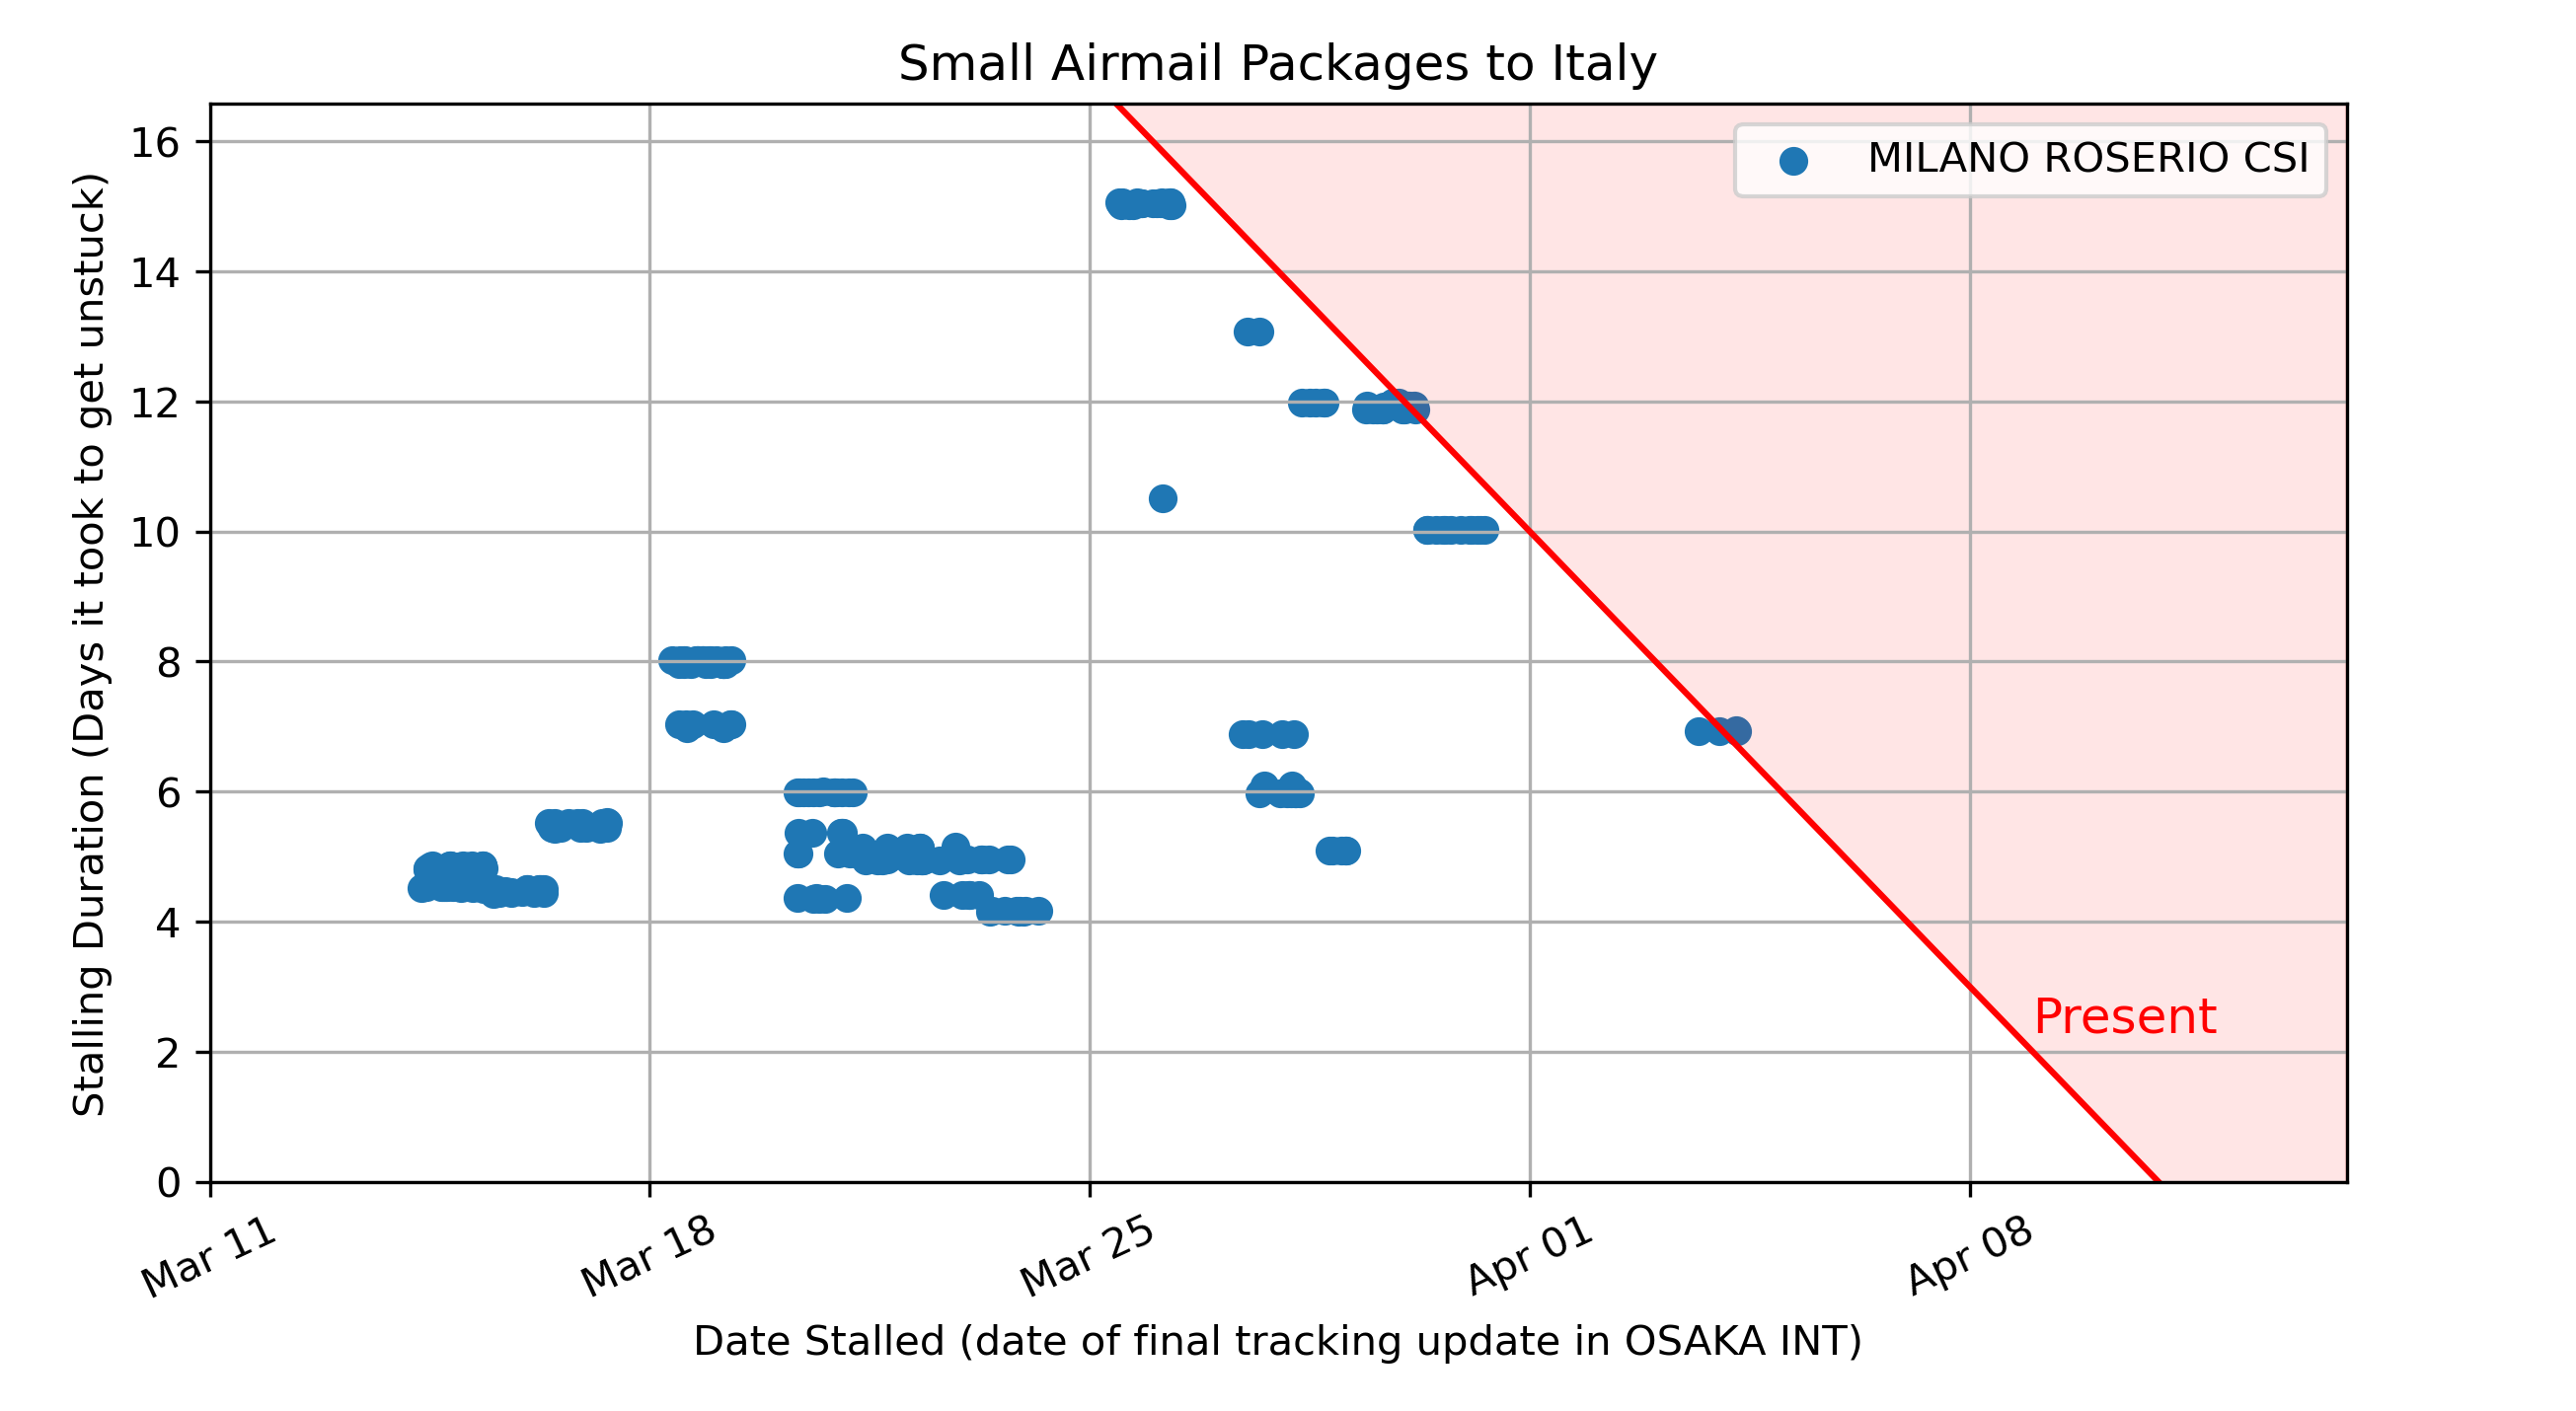 Small Airmail Packages to Italy
MILANO ROSERIO CSI
Stalling Duration (Days it took to get unstuck)
16
14
12
10
8
6
4
2
0
Present
Mar 11
Mar 18
Mar 25
Apr 01
Apr 08
Date Stalled (date of final tracking update in OSAKA INT)